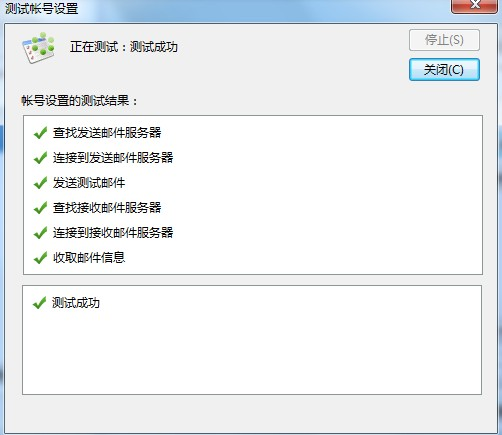 测试帐号设置
正在测试：测试成功
停止(S)
关闭(C)
帐号设置的测试结果：
查找发送邮件服务器
连接到发送邮件服务器
发送测试邮件
查找接收邮件服务器
连接到接收邮件服务器
收取邮件信息
测试成功